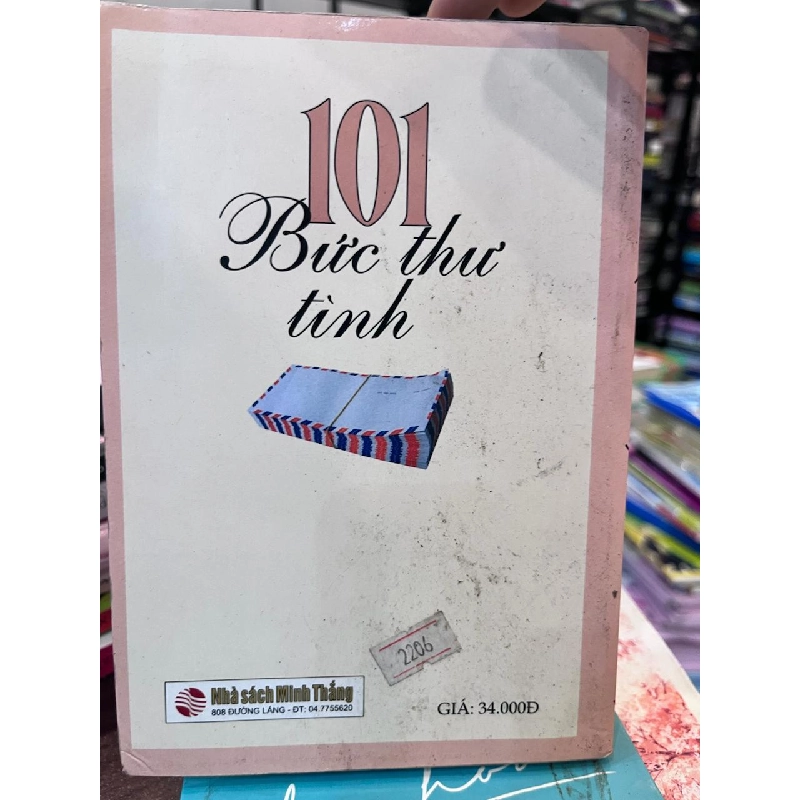 101
Bức thư
tình
2206
Nhà sách Minh Thắng
808 ĐƯỜNG LÁNG - ĐT: 04.7755620
GIÁ: 34.000Đ